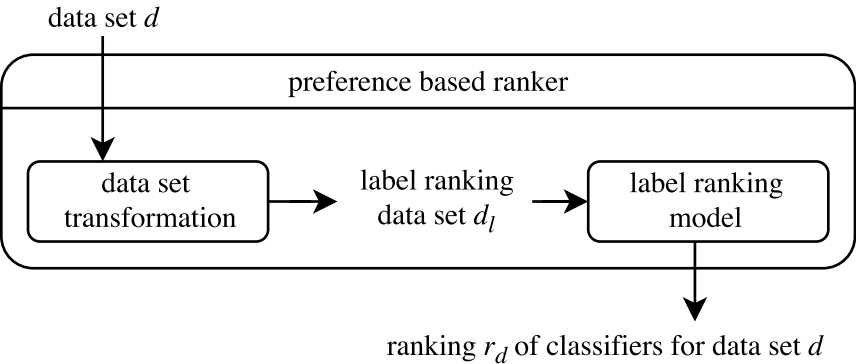 data set d
preference based ranker
data set
transformation
label ranking
data set dₗ
label ranking
model
ranking r_d of classifiers for data set d